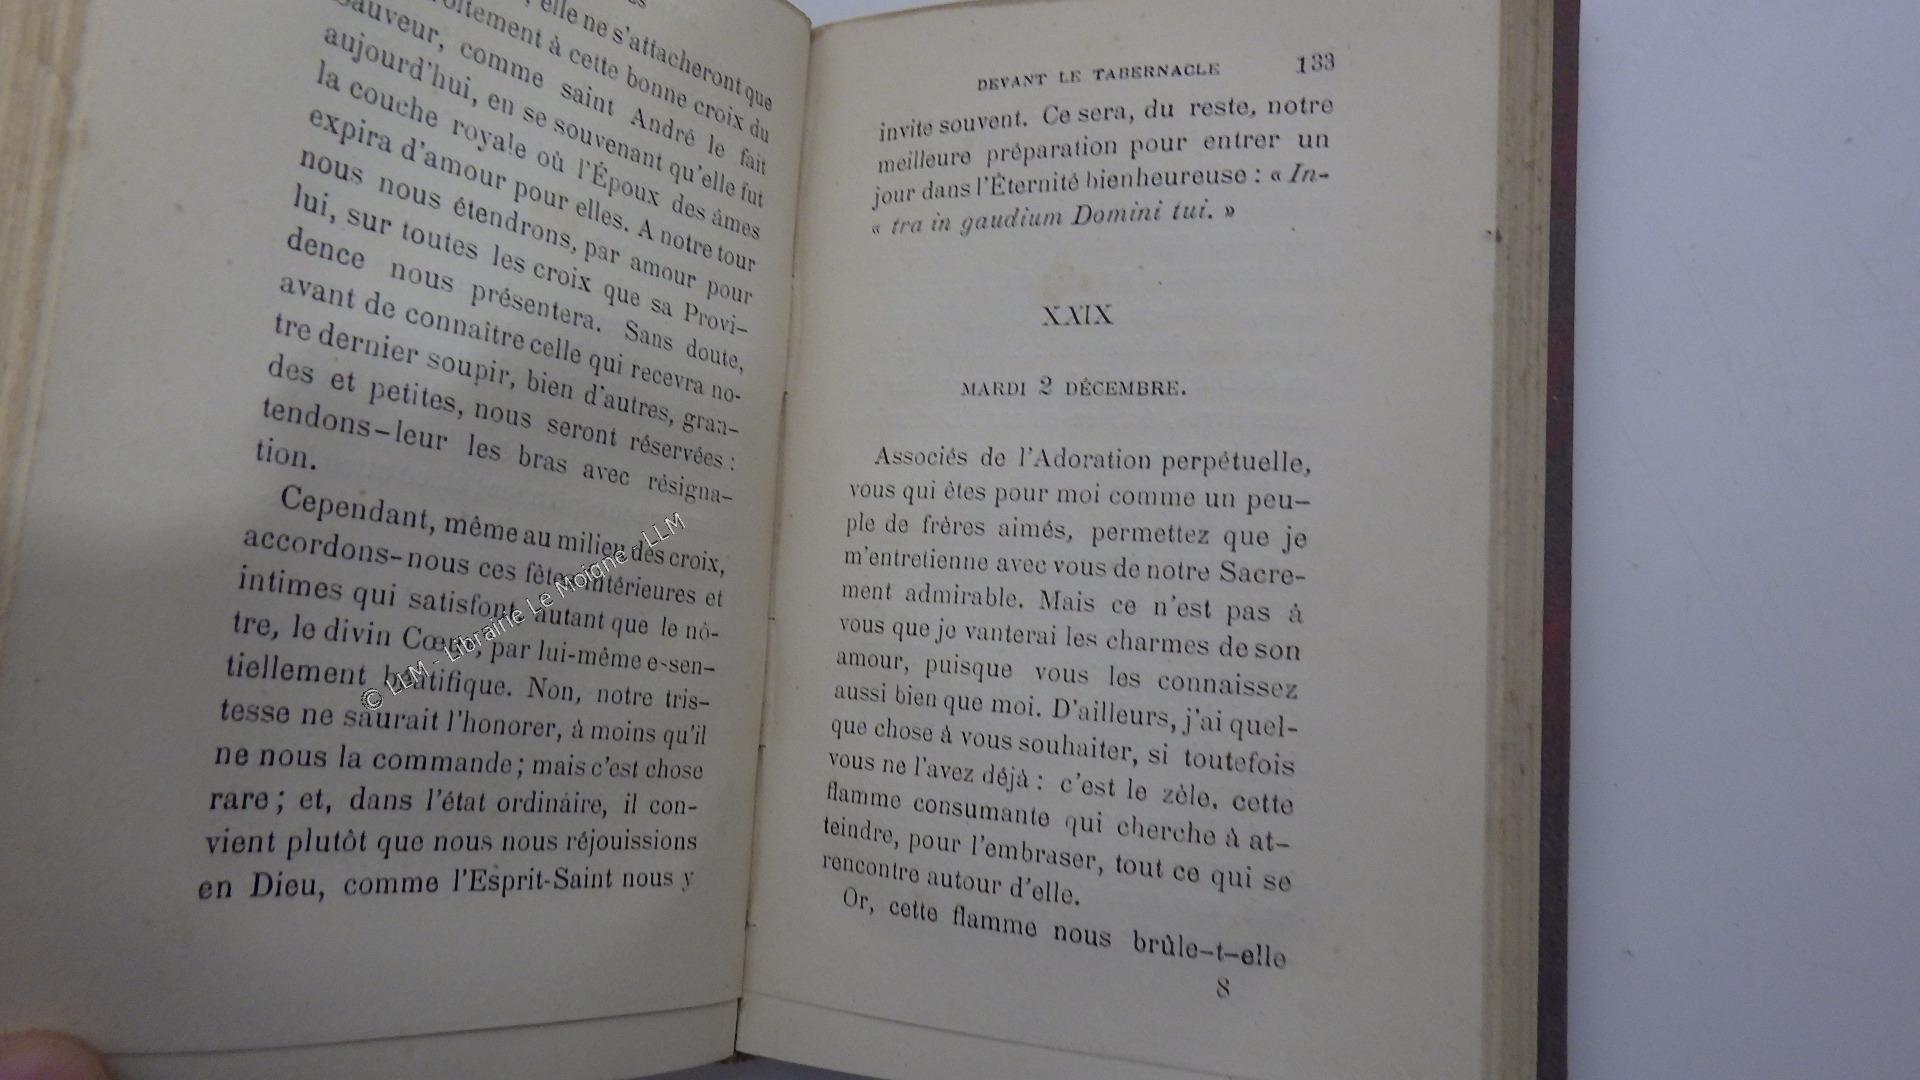 elle ne s'attacheront que
à cette bonne croix du
Sauveur, comme saint André le fait
aujourd'hui, en se souvenant qu'elle fut
la couche royale où l'Époux des âmes
expira d'amour pour elles. A notre tour
nous nous étendrons, par amour pour
lui, sur toutes les croix que sa Provi-
dence nous présentera. Sans doute,
avant de connaître celle qui recevra no-
tre dernier soupir, bien d'autres, gran-
des et petites, nous seront réservées :
tendons-leur les bras avec résigna-
tion.
Cependant, même au milieu des croix,
accordons-nous ces fêtes intérieures et
intimes qui satisfont autant que le nô-
tre, le divin Cœur, par lui-même essen-
tiellement béatifique. Non, notre tris-
tesse ne saurait l'honorer, à moins qu'il
ne nous la commande ; mais c'est chose
rare ; et, dans l'état ordinaire, il con-
vient plutôt que nous nous réjouissions
en Dieu, comme l'Esprit-Saint nous y
© LLM - Librairie Le Moigne - LLM
DEVANT LE TABERNACLE 133
invite souvent. Ce sera, du reste, notre
meilleure préparation pour entrer un
jour dans l'Éternité bienheureuse : « In-
« tra in gaudium Domini tui. »
XXIX
MARDI 2 DÉCEMBRE.
Associés de l'Adoration perpétuelle,
vous qui êtes pour moi comme un peu-
ple de frères aimés, permettez que je
m'entretienne avec vous de notre Sacre-
ment admirable. Mais ce n'est pas à
vous que je vanterai les charmes de son
amour, puisque vous les connaissez
aussi bien que moi. D'ailleurs, j'ai quel-
que chose à vous souhaiter, si toutefois
vous ne l'avez déjà : c'est le zèle, cette
flamme consumante qui cherche à at-
teindre, pour l'embraser, tout ce qui se
rencontre autour d'elle.
Or, cette flamme nous brûle-t-elle
8